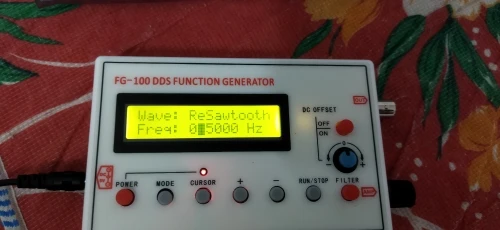 FG-100 DDS FUNCTION GENERATOR
Wave: ReSawtooth
Freq: 0 5000 Hz
DC OFFSET
OFF
ON
POWER
MODE
CURSOR
+
−
RUN/STOP
FILTER